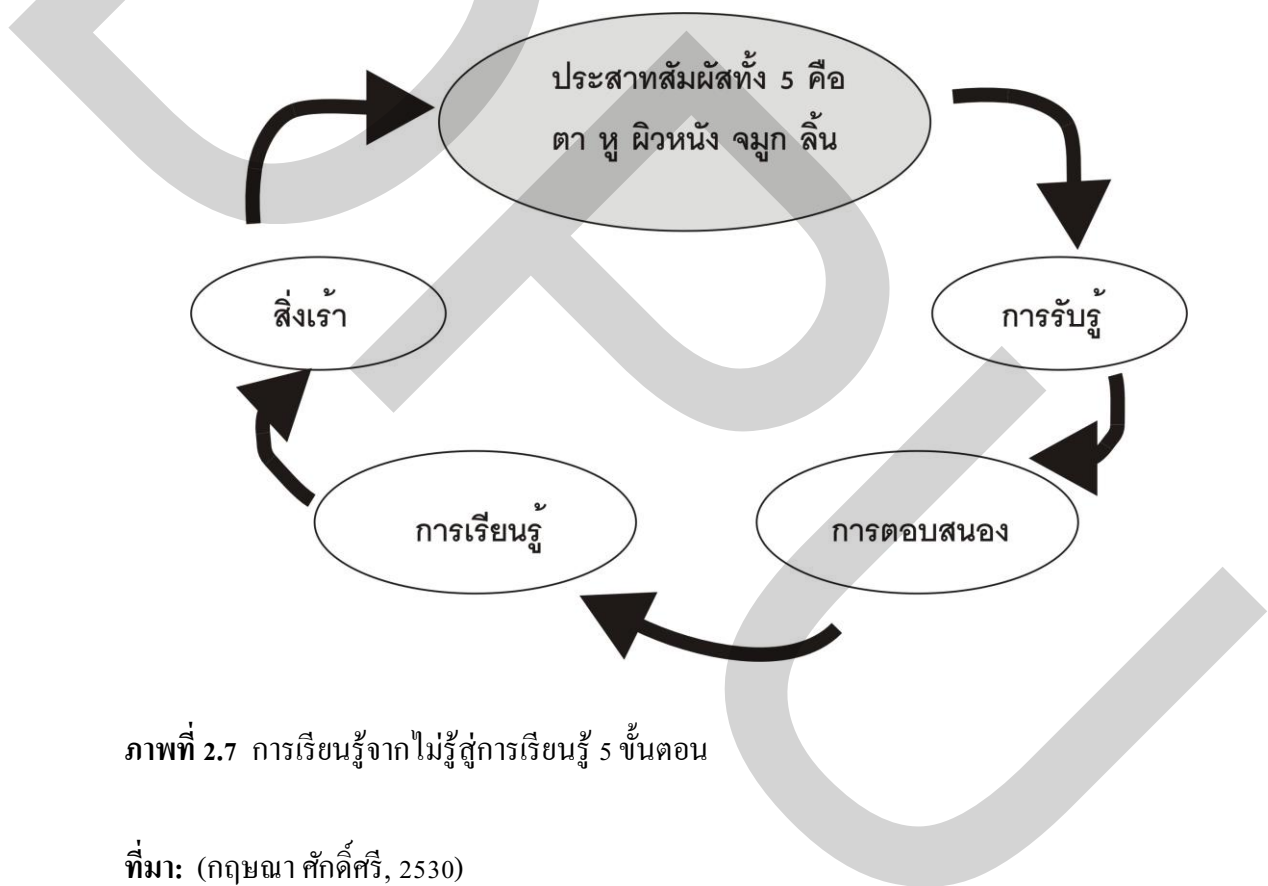 ประสาทสัมผัสทั้ง 5 คือ
ตา หู ผิวหนัง จมูก ลิ้น
สิ่งเร้า
การรับรู้
การเรียนรู้
การตอบสนอง
ภาพที่ 2.7 การเรียนรู้จากไม่รู้สู่การเรียนรู้ 5 ขั้นตอน
ที่มา: (กฤษณา ศักดิ์ศรี, 2530)
DPU